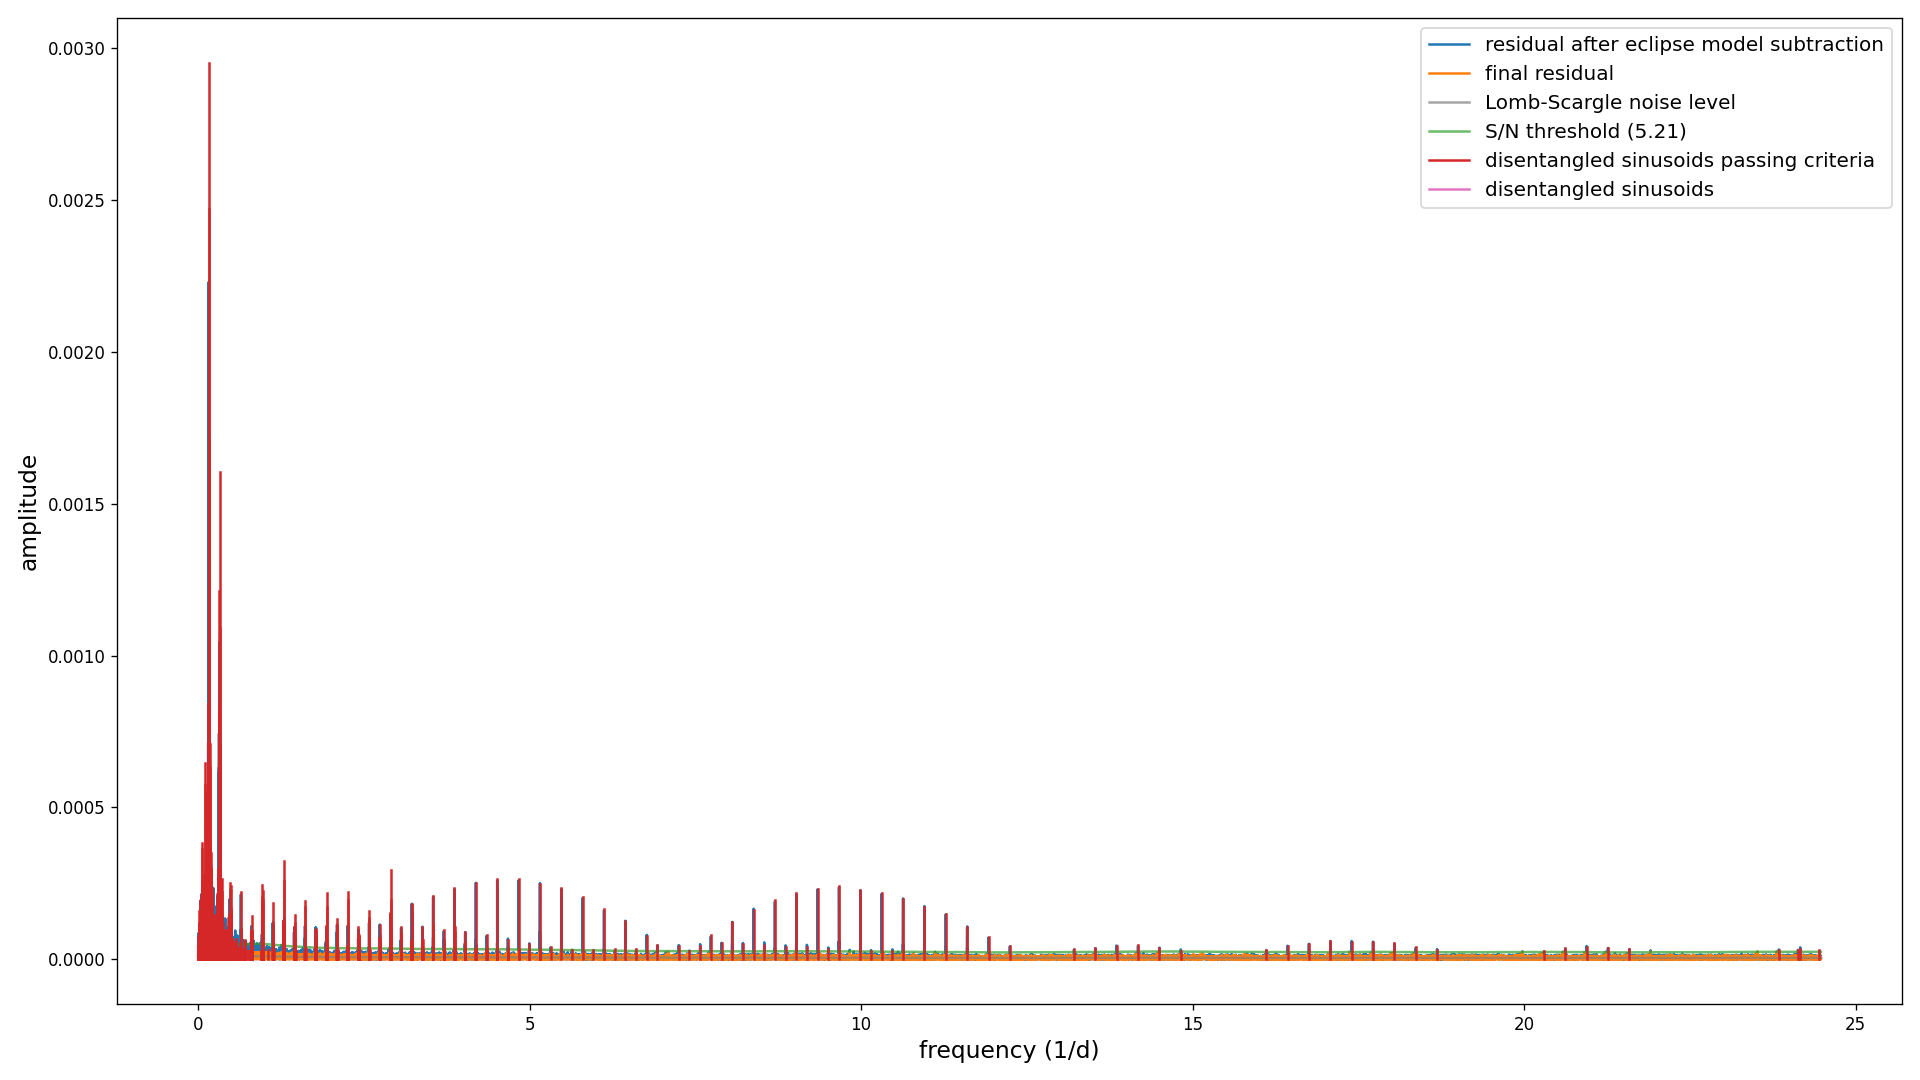 0.0030
0.0025
0.0020
0.0015
0.0010
0.0005
0.0000
amplitude
0
5
10
15
20
25
frequency (1/d)
residual after eclipse model subtraction
final residual
Lomb-Scargle noise level
S/N threshold (5.21)
disentangled sinusoids passing criteria
disentangled sinusoids